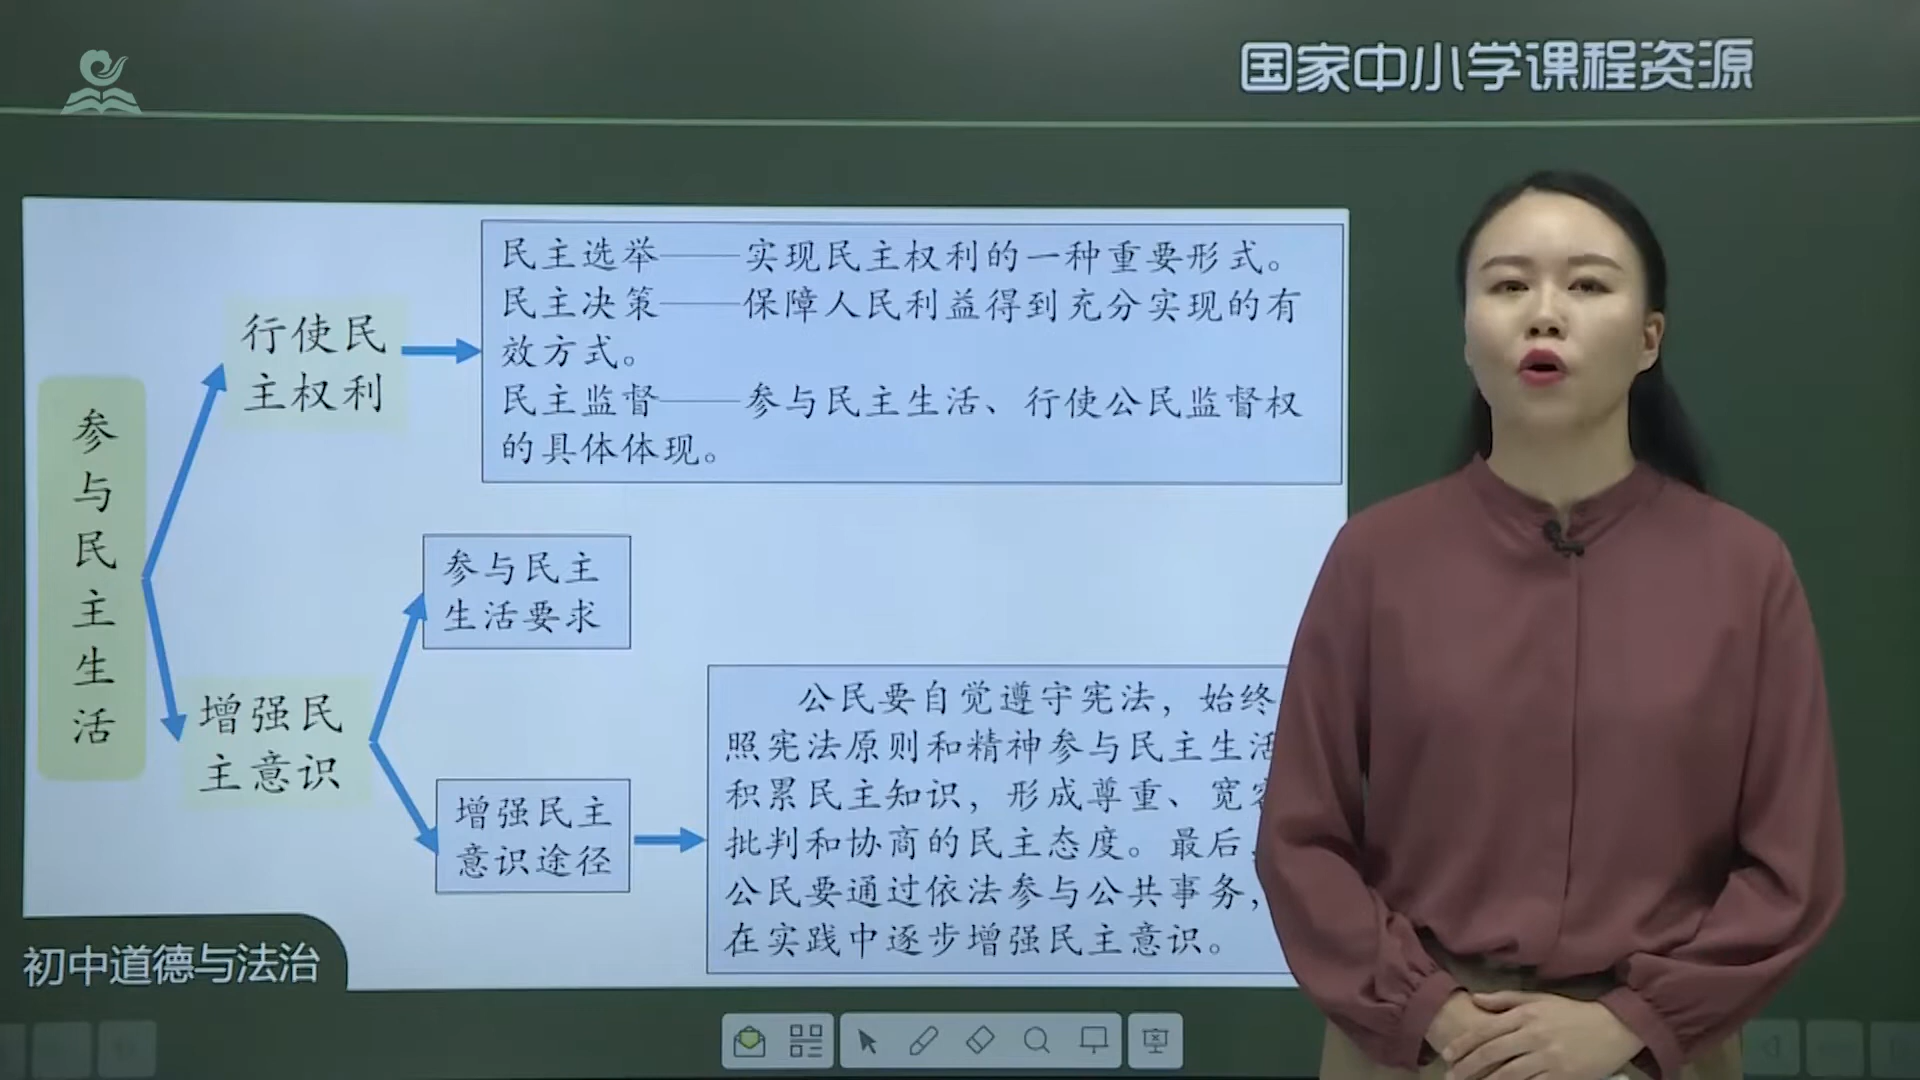 国家中小学课程资源
参与民主生活
行使民
主权利
民主选举——实现民主权利的一种重要形式。
民主决策——保障人民利益得到充分实现的有
效方式。
民主监督——参与民主生活、行使公民监督权
的具体体现。
增强民
主意识
参与民主
生活要求
增强民主
意识途径
公民要自觉遵守宪法，始终
照宪法原则和精神参与民主生活
积累民主知识，形成尊重、宽容
批判和协商的民主态度。最后，
公民要通过依法参与公共事务，
在实践中逐步增强民主意识。
初中道德与法治